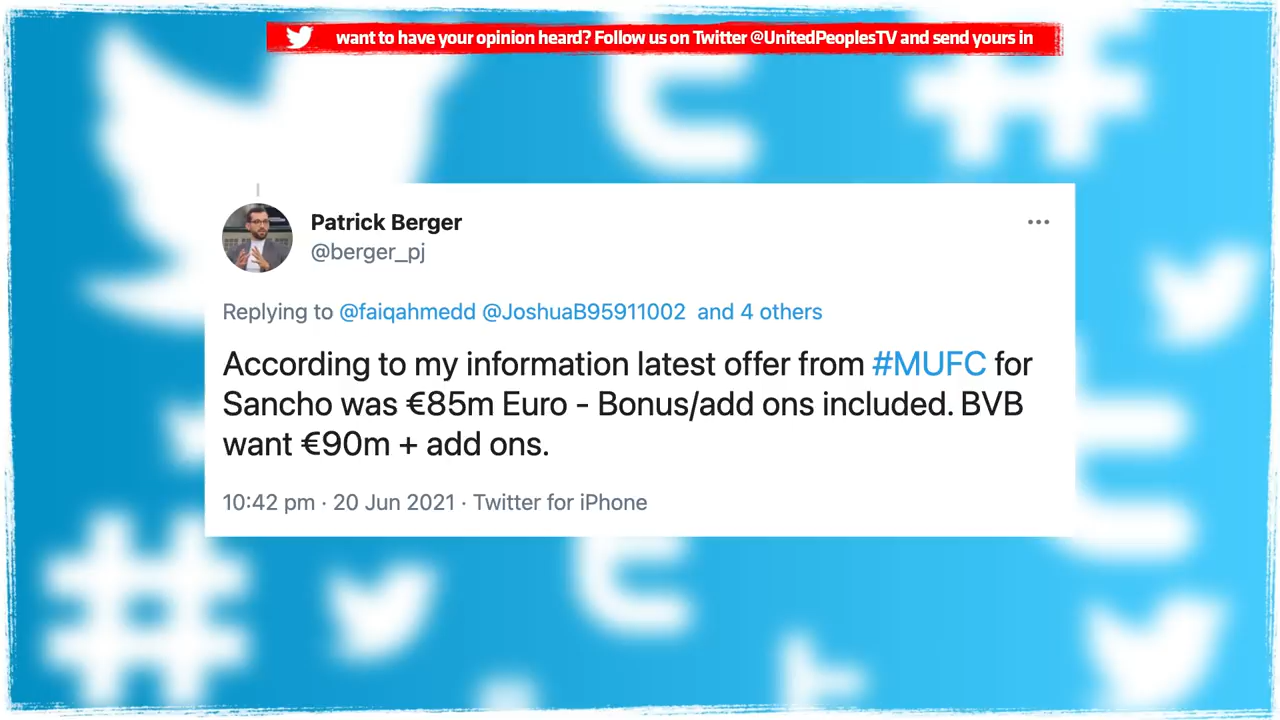 want to have your opinion heard? Follow us on Twitter @UnitedPeoplesTV and send yours in
Patrick Berger
@berger_pj
Replying to @faiqahmedd @JoshuaB95911002 and 4 others
According to my information latest offer from #MUFC for
Sancho was €85m Euro - Bonus/add ons included. BVB
want €90m + add ons.
10:42 pm · 20 Jun 2021 · Twitter for iPhone